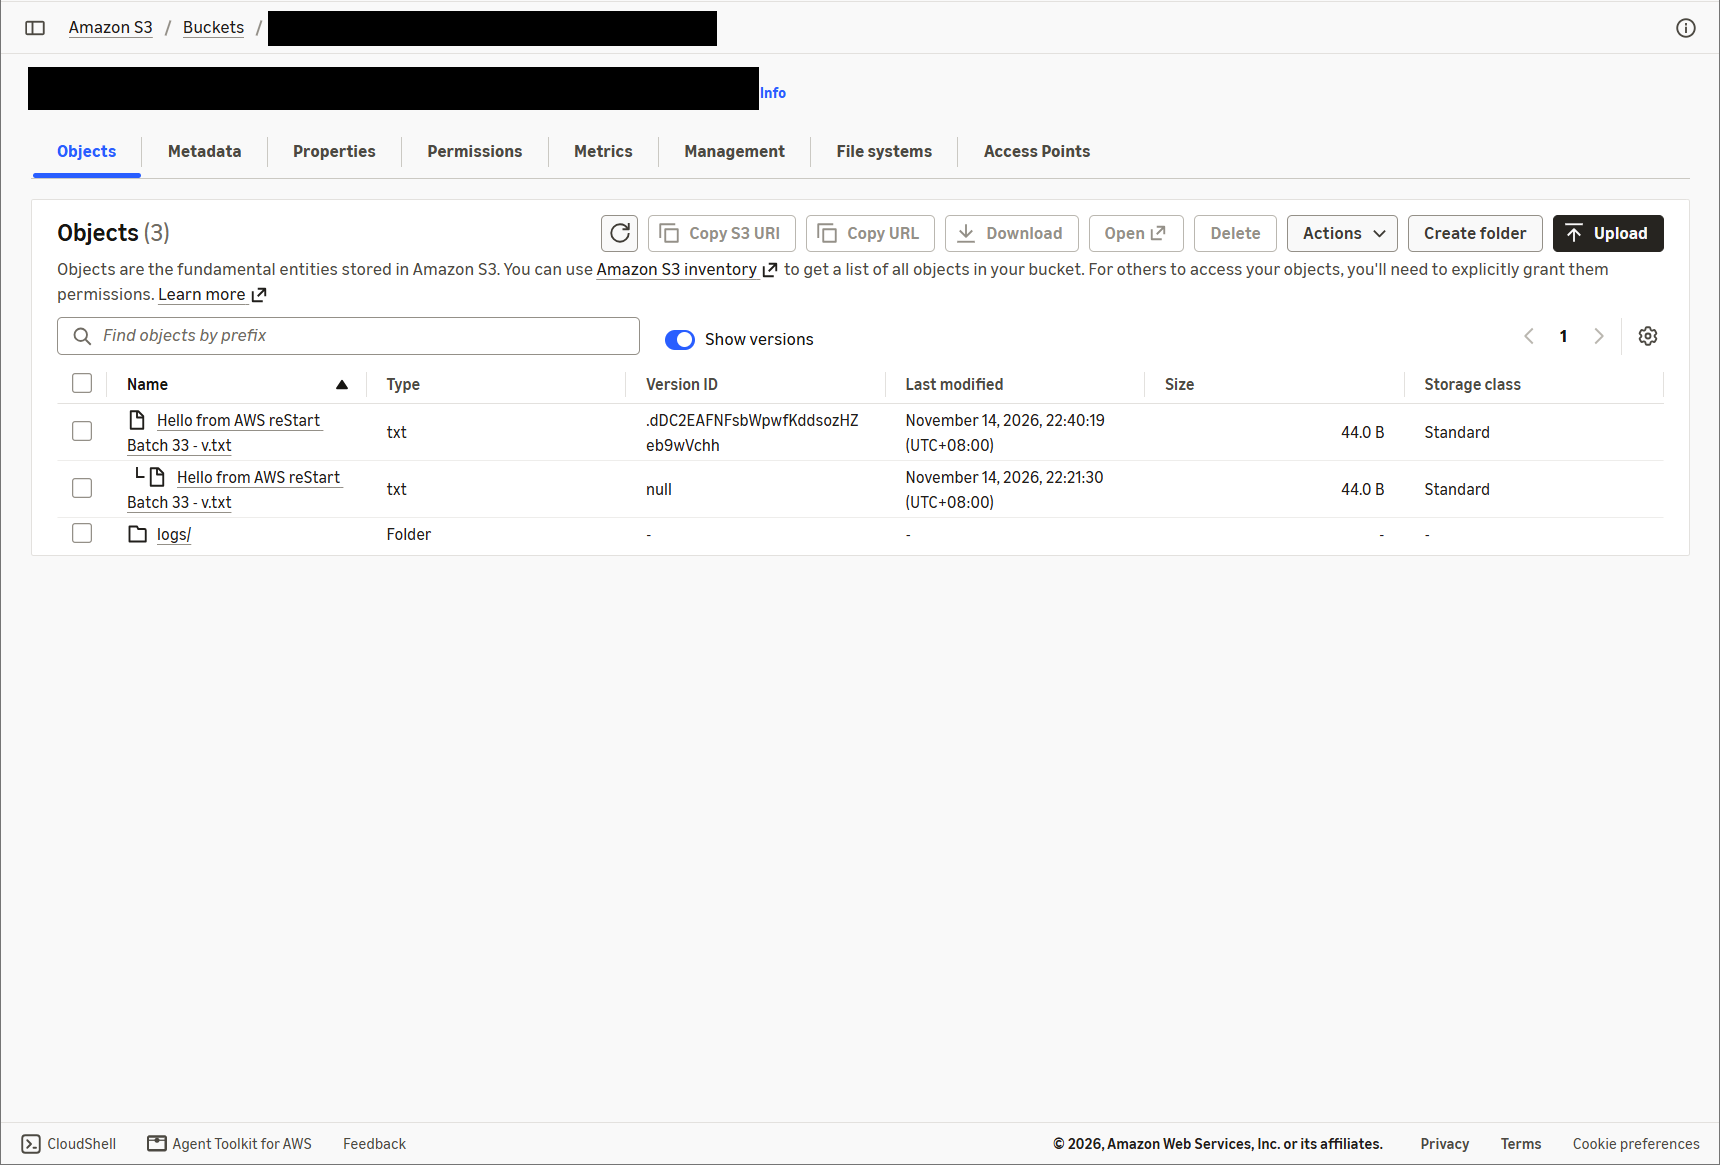 Amazon S3 / Buckets /
Info
Objects Metadata Properties Permissions Metrics Management File systems Access Points
Objects (3) Copy S3 URI Copy URL Download Open Delete Actions Create folder Upload
Objects are the fundamental entities stored in Amazon S3. You can use Amazon S3 inventory to get a list of all objects in your bucket. For others to access your objects, you'll need to explicitly grant them
permissions. Learn more
Find objects by prefix Show versions 1
Name Type Version ID Last modified Size Storage class
Hello from AWS reStart
Batch 33 - v.txt
txt
.dDC2EAFNFsbWpwfKddsozHZ
eb9wVchh
November 14, 2026, 22:40:19
(UTC+08:00)
44.0 B
Standard
Hello from AWS reStart
Batch 33 - v.txt
txt
null
November 14, 2026, 22:21:30
(UTC+08:00)
44.0 B
Standard
logs/ Folder - - - -
CloudShell Agent Toolkit for AWS Feedback © 2026, Amazon Web Services, Inc. or its affiliates. Privacy Terms Cookie preferences